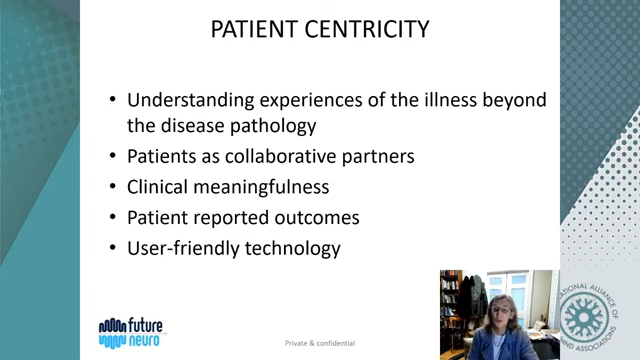 PATIENT CENTRICITY
• Understanding experiences of the illness beyond
the disease pathology
• Patients as collaborative partners
• Clinical meaningfulness
• Patient reported outcomes
• User-friendly technology
future
neuro
Private & confidential
NATIONAL ALLIANCE OF
MND ASSOCIATIONS